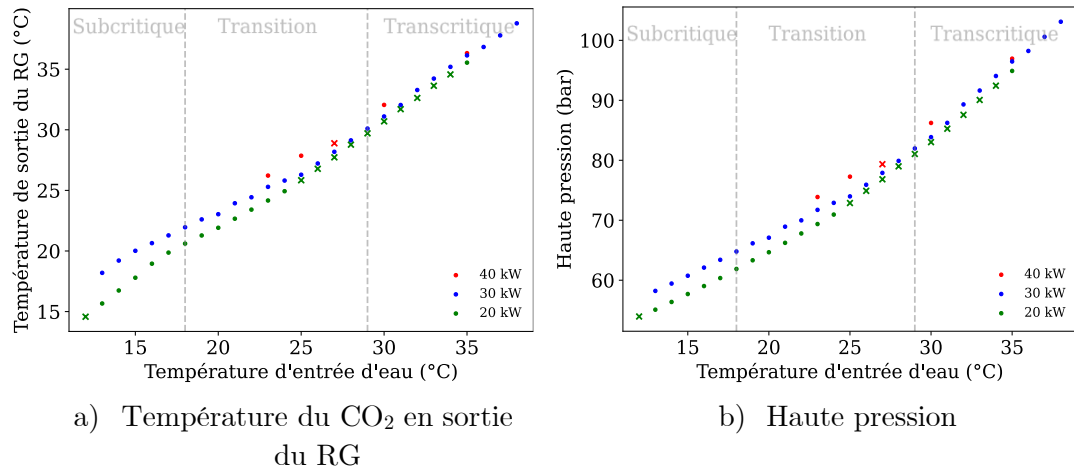 Subcritique Transition Transcritique
Température de sortie du RG (°C)
35
30
25
20
15
40 kW
30 kW
20 kW
15 20 25 30 35
Température d'entrée d'eau (°C)
a) Température du CO₂ en sortie
du RG
Subcritique Transition Transcritique
Haute pression (bar)
100
90
80
70
60
40 kW
30 kW
20 kW
15 20 25 30 35
Température d'entrée d'eau (°C)
b) Haute pression